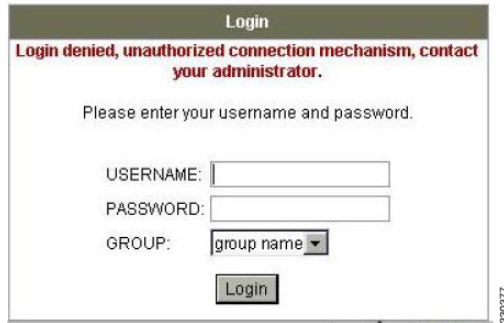 Login
Login denied, unauthorized connection mechanism, contact
your administrator.
Please enter your username and password.
USERNAME:
PASSWORD:
GROUP: group name
Login